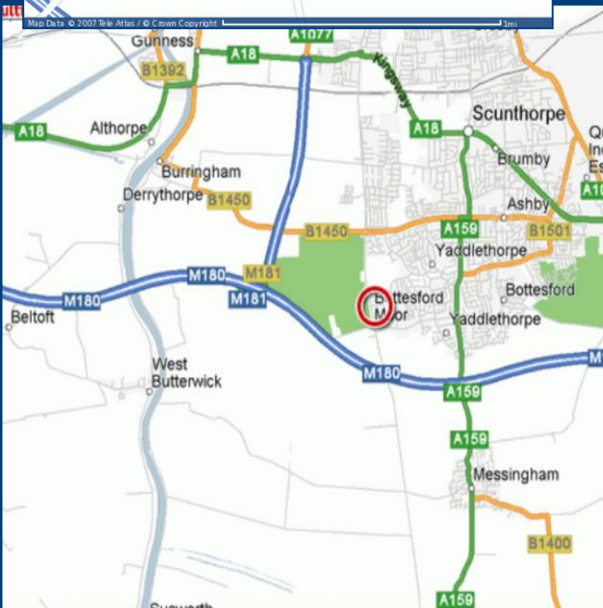 Map Data © 2007 Tele Atlas / © Crown Copyright
1mi
Gunness
A1077
A18
B1392
Kingsway
Scunthorpe
A18
A18
Althorpe
Brumby
Burringham
Derrythorpe
B1450
Ashby
B1450
A159
B1501
Yaddlethorpe
M180
M181
M181
M180
Bottesford
Beltoft
Yaddlethorpe
West
Butterwick
M180
A159
A159
Messingham
B1400
A159